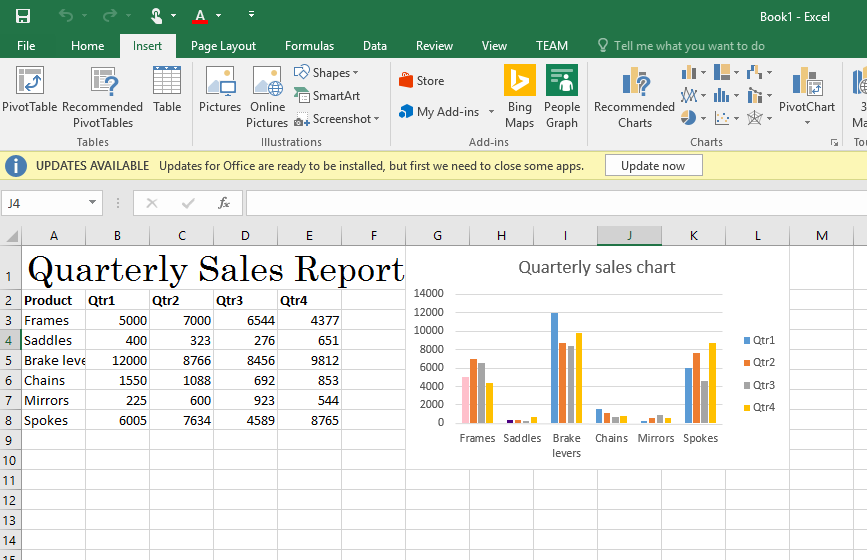 Book1 - Excel
File Home Insert Page Layout Formulas Data Review View TEAM Tell me what you want to do
PivotTable Recommended PivotTables Table
Tables
Pictures Online Pictures Shapes SmartArt Screenshot
Illustrations
Store My Add-ins Bing Maps People Graph
Add-ins
Recommended Charts PivotChart
Charts
3
Ma
Tou
UPDATES AVAILABLE Updates for Office are ready to be installed, but first we need to close some apps. Update now
J4 fx
A B C D E F G H I J K L M
1 Quarterly Sales Report
2 Product Qtr1 Qtr2 Qtr3 Qtr4
3 Frames 5000 7000 6544 4377
4 Saddles 400 323 276 651
5 Brake leve 12000 8766 8456 9812
6 Chains 1550 1088 692 853
7 Mirrors 225 600 923 544
8 Spokes 6005 7634 4589 8765
9
10
11
12
13
14
15
Quarterly sales chart
14000
12000
10000
8000
6000
4000
2000
0
Frames Saddles Brake levers Chains Mirrors Spokes
Qtr1
Qtr2
Qtr3
Qtr4